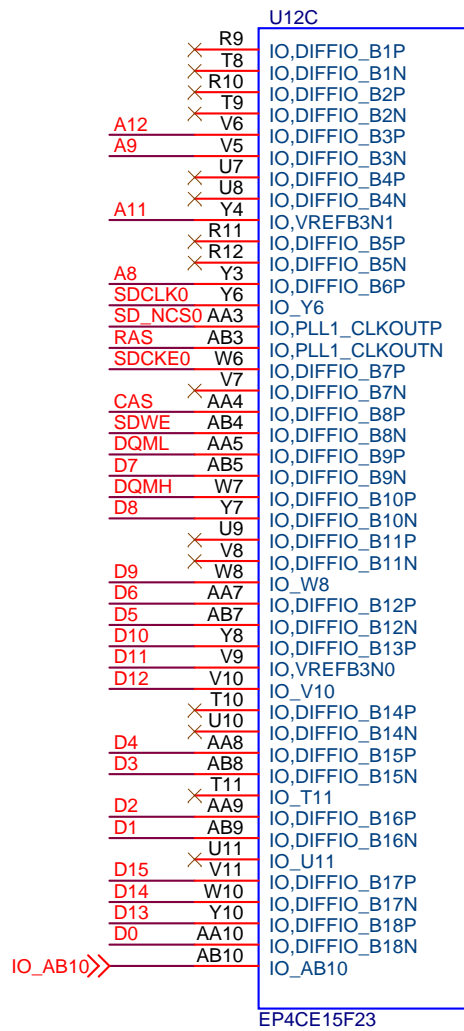 U12C
R9 IO,DIFFIO_B1P
T8 IO,DIFFIO_B1N
R10 IO,DIFFIO_B2P
T9 IO,DIFFIO_B2N
A12 V6 IO,DIFFIO_B3P
A9 V5 IO,DIFFIO_B3N
U7 IO,DIFFIO_B4P
U8 IO,DIFFIO_B4N
A11 Y4 IO,VREFB3N1
R11 IO,DIFFIO_B5P
R12 IO,DIFFIO_B5N
A8 Y3 IO,DIFFIO_B6P
SDCLK0 Y6 IO_Y6
SD_NCS0 AA3 IO,PLL1_CLKOUTP
RAS AB3 IO,PLL1_CLKOUTN
SDCKE0 W6 IO,DIFFIO_B7P
V7 IO,DIFFIO_B7N
CAS AA4 IO,DIFFIO_B8P
SDWE AB4 IO,DIFFIO_B8N
DQML AA5 IO,DIFFIO_B9P
D7 AB5 IO,DIFFIO_B9N
DQMH W7 IO,DIFFIO_B10P
D8 Y7 IO,DIFFIO_B10N
U9 IO,DIFFIO_B11P
V8 IO,DIFFIO_B11N
D9 W8 IO_W8
D6 AA7 IO,DIFFIO_B12P
D5 AB7 IO,DIFFIO_B12N
D10 Y8 IO,DIFFIO_B13P
D11 V9 IO,VREFB3N0
D12 V10 IO_V10
T10 IO,DIFFIO_B14P
U10 IO,DIFFIO_B14N
D4 AA8 IO,DIFFIO_B15P
D3 AB8 IO,DIFFIO_B15N
T11 IO_T11
D2 AA9 IO,DIFFIO_B16P
D1 AB9 IO,DIFFIO_B16N
U11 IO_U11
D15 V11 IO,DIFFIO_B17P
D14 W10 IO,DIFFIO_B17N
D13 Y10 IO,DIFFIO_B18P
D0 AA10 IO,DIFFIO_B18N
IO_AB10 AB10 IO_AB10
EP4CE15F23